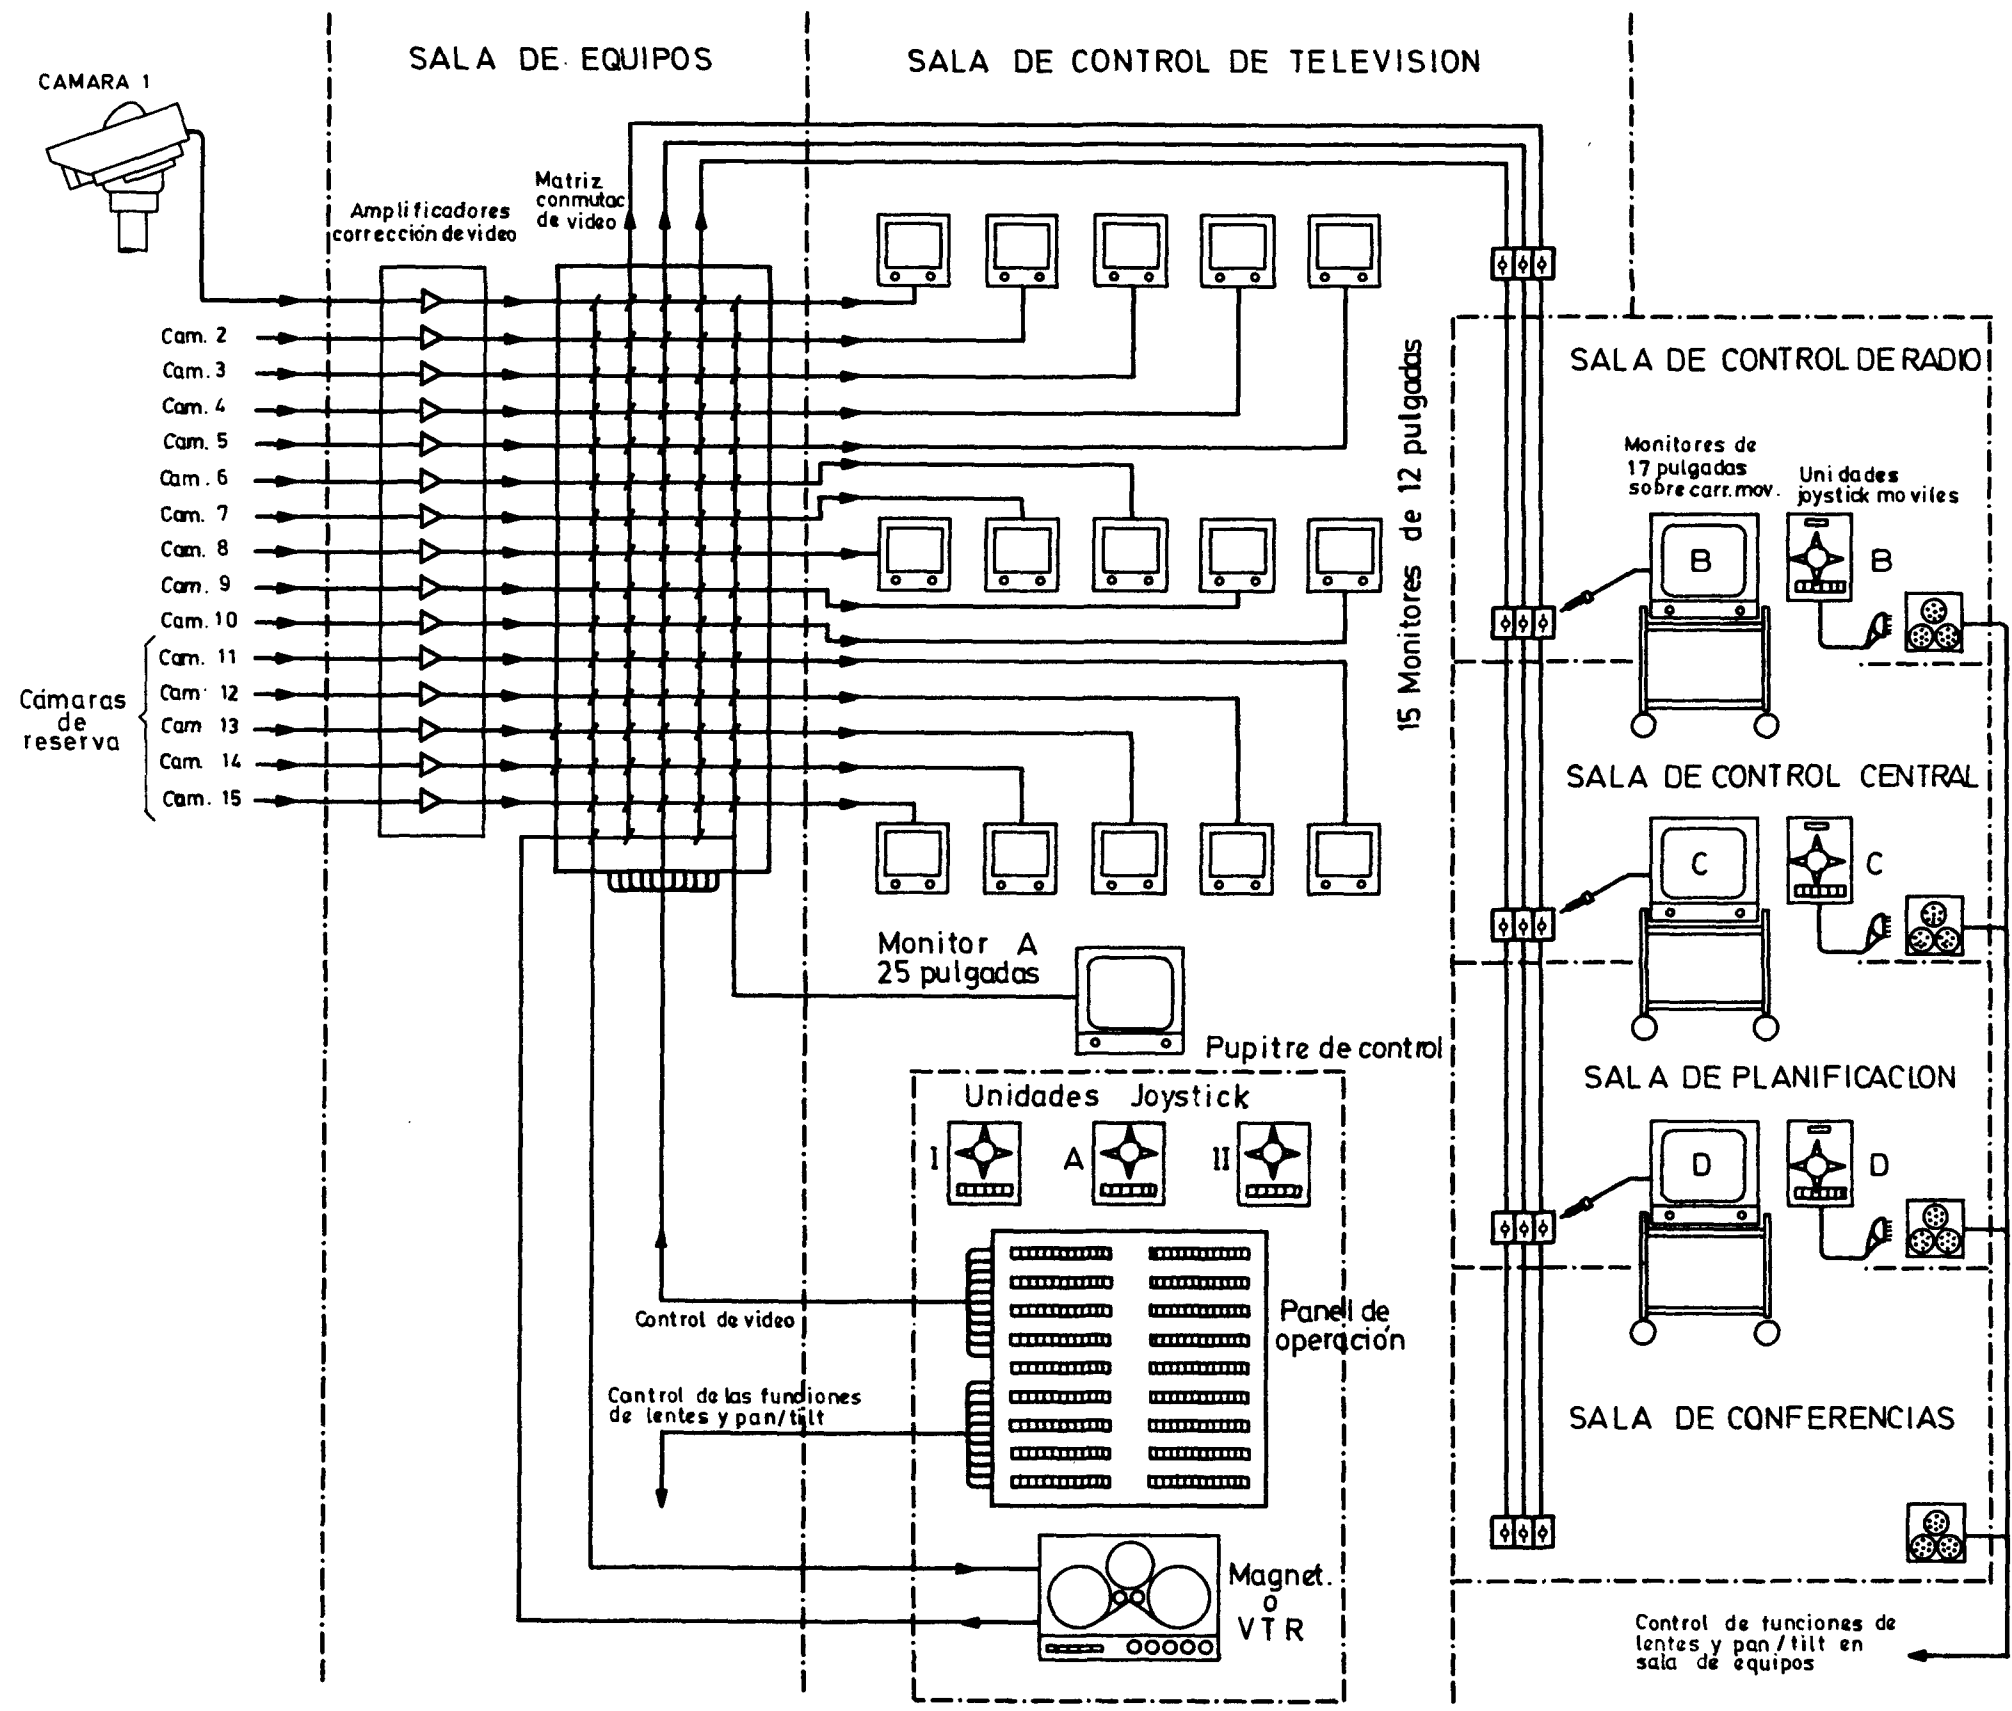 SALA DE EQUIPOS
SALA DE CONTROL DE TELEVISION
CAMARA 1
Matriz
conmutac
de video
Amplificadores
corrección de video
Cam. 2
Cam. 3
Cam. 4
Cam. 5
Cam. 6
Cam. 7
Cam. 8
Cam. 9
Cam. 10
Cam. 11
Cam. 12
Cam 13
Cam. 14
Cam. 15
Cámaras
de
reserva
15 Monitores de 12 pulgadas
SALA DE CONTROL DE RADIO
Monitores de
17 pulgadas
sobre carr. mov.
Unidades
joystick moviles
B
B
SALA DE CONTROL CENTRAL
C
C
Monitor A
25 pulgadas
Pupitre de control
SALA DE PLANIFICACION
Unidades Joystick
I
A
II
D
D
Control de video
Panel de
operación
Control de las funciones
de lentes y pan/tilt
SALA DE CONFERENCIAS
Magnet.
o
VTR
Control de funciones de
lentes y pan/tilt en
sala de equipos